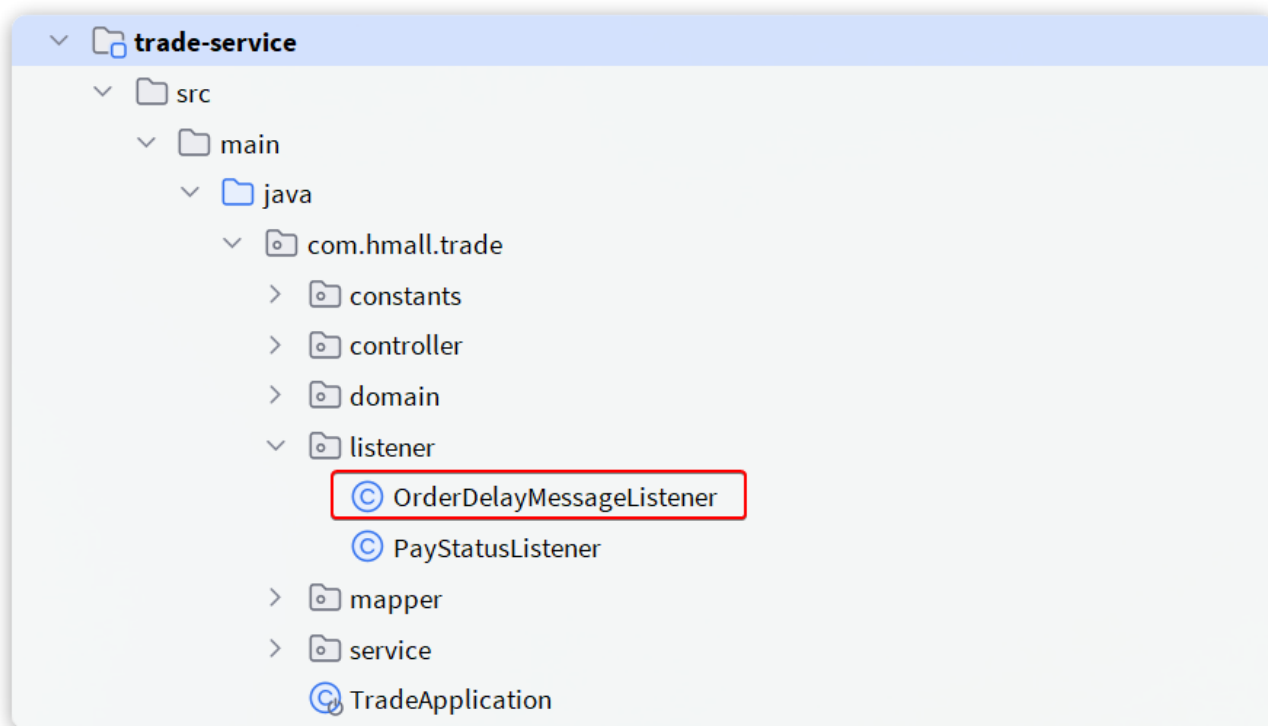 trade-service
src
main
java
com.hmall.trade
constants
controller
domain
listener
OrderDelayMessageListener
PayStatusListener
mapper
service
TradeApplication